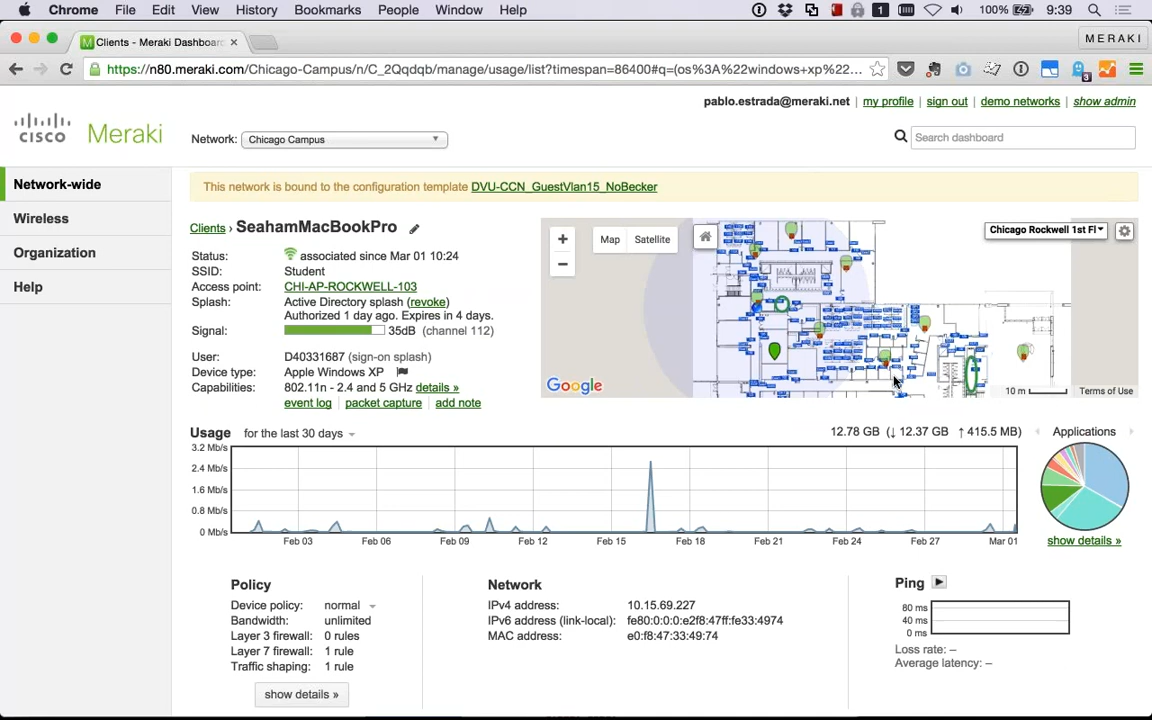 Chrome File Edit View History Bookmarks People Window Help 1 100% 9:39
Clients - Meraki Dashboard × MERAKI
https://n80.meraki.com/Chicago-Campus/n/C_2Qqdqb/manage/usage/list?timespan=86400#q=(os%3A%22windows+xp%22... 3
pablo.estrada@meraki.net | my profile | sign out | demo networks | show admin
CISCO Meraki Network: Chicago Campus Search dashboard
Network-wide
Wireless
Organization
Help
This network is bound to the configuration template DVU-CCN_GuestVlan15_NoBecker
Clients › SeahamMacBookPro
Status: associated since Mar 01 10:24
SSID: Student
Access point: CHI-AP-ROCKWELL-103
Splash: Active Directory splash (revoke)
Authorized 1 day ago. Expires in 4 days.
Signal: 35dB (channel 112)
User: D40331687 (sign-on splash)
Device type: Apple Windows XP
Capabilities: 802.11n - 2.4 and 5 GHz details »
event log packet capture add note
+
−
Map Satellite
Chicago Rockwell 1st Fl
Google
10 m Terms of Use
Usage for the last 30 days 12.78 GB (↓ 12.37 GB ↑ 415.5 MB) Applications
3.2 Mb/s
2.4 Mb/s
1.6 Mb/s
0.8 Mb/s
0 Mb/s
Feb 03 Feb 06 Feb 09 Feb 12 Feb 15 Feb 18 Feb 21 Feb 24 Feb 27 Mar 01
show details »
Policy
Device policy: normal
Bandwidth: unlimited
Layer 3 firewall: 0 rules
Layer 7 firewall: 1 rule
Traffic shaping: 1 rule
show details »
Network
IPv4 address: 10.15.69.227
IPv6 address (link-local): fe80:0:0:0:e2f8:47ff:fe33:4974
MAC address: e0:f8:47:33:49:74
Ping
80 ms
40 ms
0 ms
Loss rate: –
Average latency: –